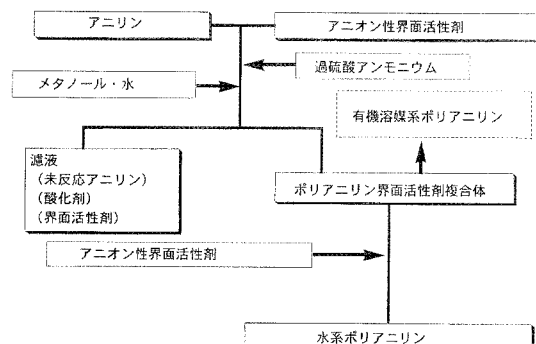 アニリン
アニオン性界面活性剤
過硫酸アンモニウム
メタノール・水
有機溶媒系ポリアニリン
濾液
(未反応アニリン)
(酸化剤)
(界面活性剤)
ポリアニリン界面活性剤複合体
アニオン性界面活性剤
水系ポリアニリン